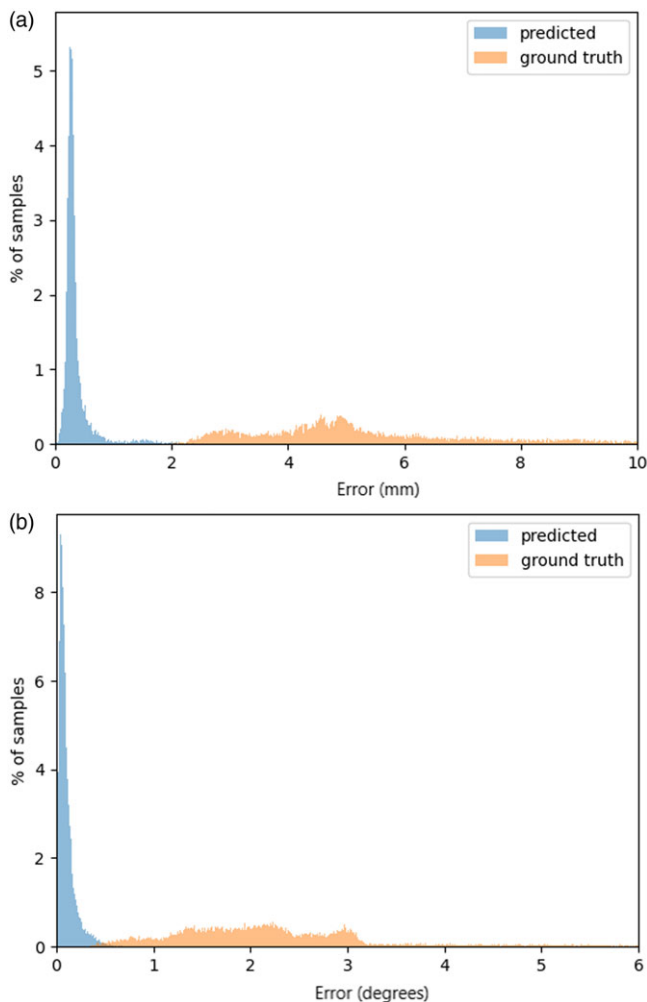 (a)
predicted
ground truth
% of samples
5
4
3
2
1
0
0 2 4 6 8 10
Error (mm)
(b)
predicted
ground truth
% of samples
8
6
4
2
0
0 1 2 3 4 5 6
Error (degrees)